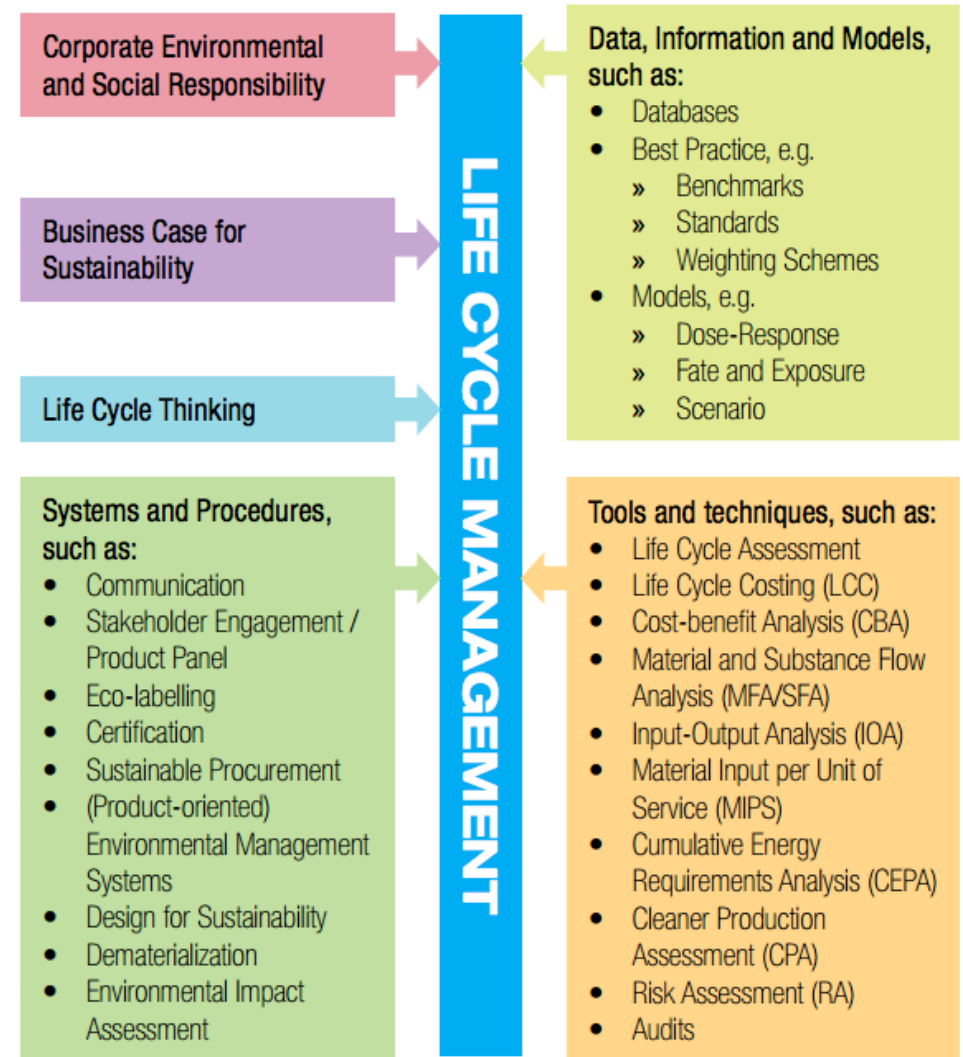 Corporate Environmental
and Social Responsibility
Business Case for
Sustainability
Life Cycle Thinking
Systems and Procedures,
such as:
• Communication
• Stakeholder Engagement /
Product Panel
• Eco-labelling
• Certification
• Sustainable Procurement
• (Product-oriented)
Environmental Management
Systems
• Design for Sustainability
• Dematerialization
• Environmental Impact
Assessment
LIFE CYCLE MANAGEMENT
Data, Information and Models,
such as:
• Databases
• Best Practice, e.g.
» Benchmarks
» Standards
» Weighting Schemes
• Models, e.g.
» Dose-Response
» Fate and Exposure
» Scenario
Tools and techniques, such as:
• Life Cycle Assessment
• Life Cycle Costing (LCC)
• Cost-benefit Analysis (CBA)
• Material and Substance Flow
Analysis (MFA/SFA)
• Input-Output Analysis (IOA)
• Material Input per Unit of
Service (MIPS)
• Cumulative Energy
Requirements Analysis (CEPA)
• Cleaner Production
Assessment (CPA)
• Risk Assessment (RA)
• Audits